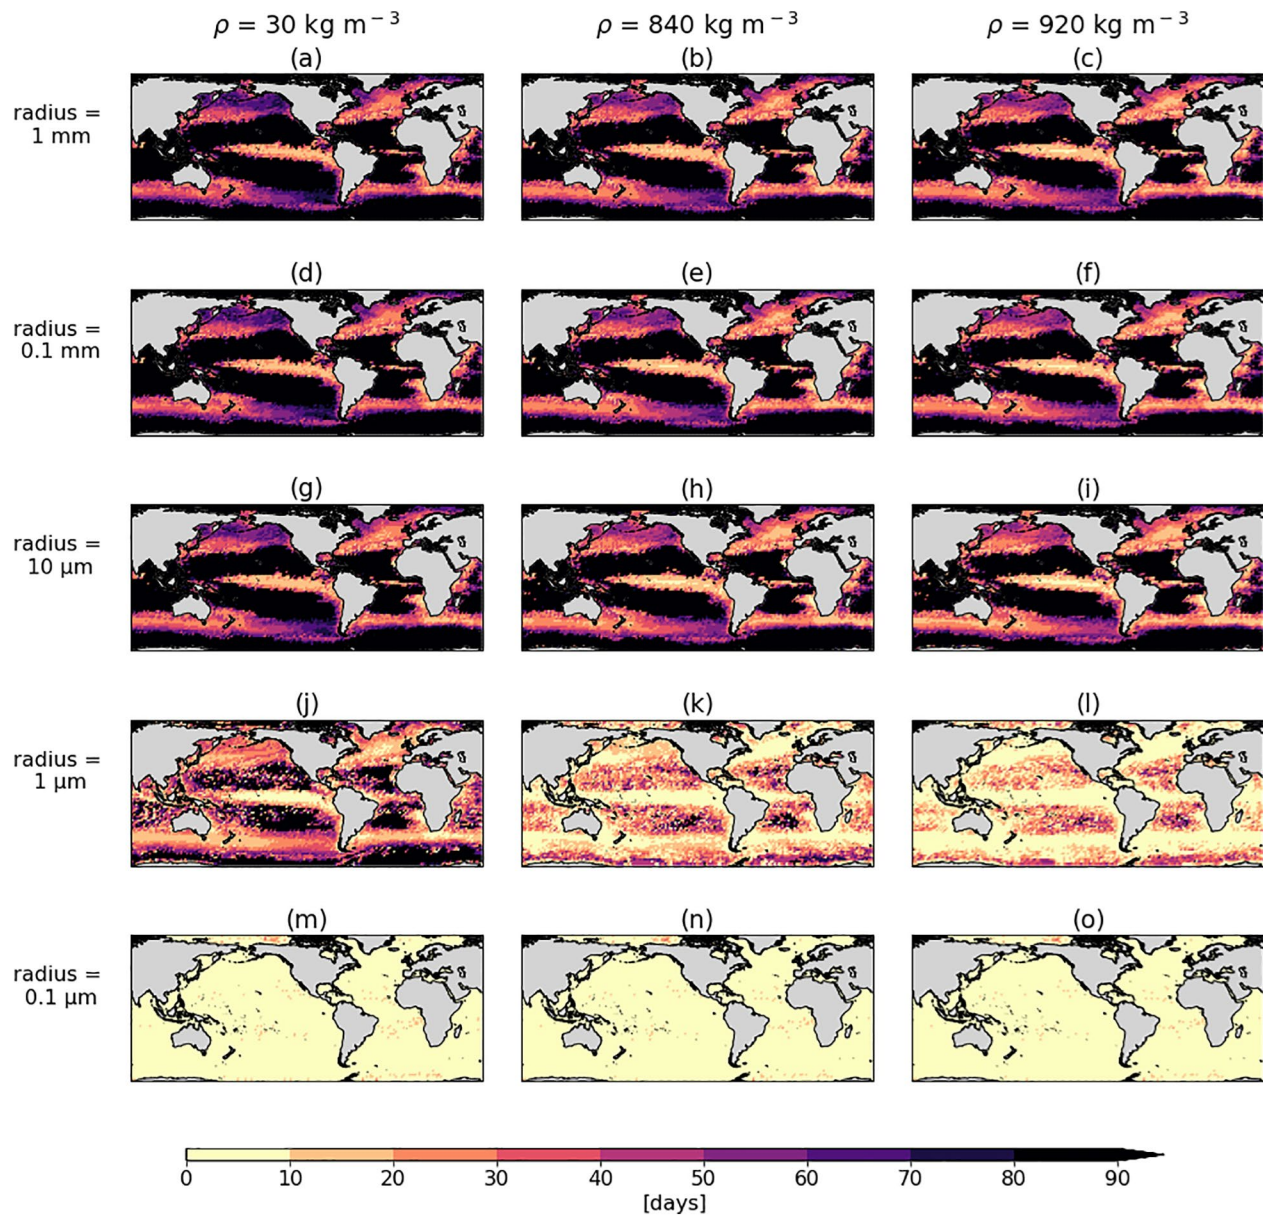 ρ = 30 kg m⁻³ ρ = 840 kg m⁻³ ρ = 920 kg m⁻³
(a) (b) (c)
radius =
1 mm
(d) (e) (f)
radius =
0.1 mm
(g) (h) (i)
radius =
10 μm
(j) (k) (l)
radius =
1 μm
(m) (n) (o)
radius =
0.1 μm
0 10 20 30 40 50 60 70 80 90
[days]